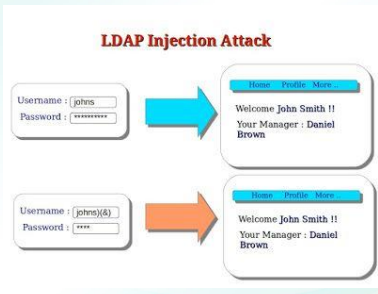 LDAP Injection Attack
Username : johns
Password : **********
Home Profile More ..
Welcome John Smith !!
Your Manager : Daniel
Brown
Username : johns)(&)
Password : ****
Home Profile More ..
Welcome John Smith !!
Your Manager : Daniel
Brown